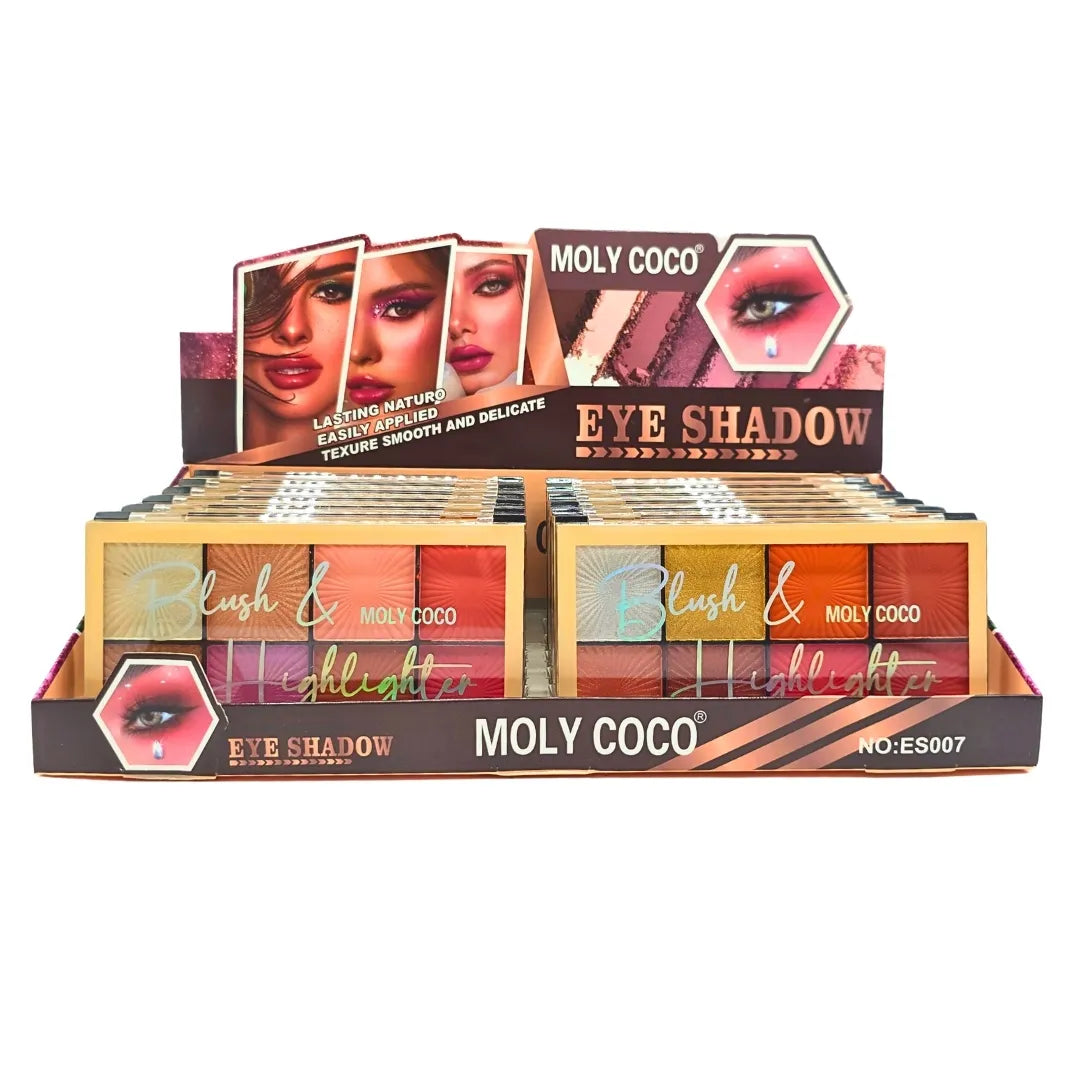 MOLY COCO®
LASTING NATURO
EASILY APPLIED
TEXURE SMOOTH AND DELICATE
EYE SHADOW
Blush &
MOLY COCO
Highlighter
Blush &
MOLY COCO
Highlighter
EYE SHADOW
MOLY COCO®
NO:ES007